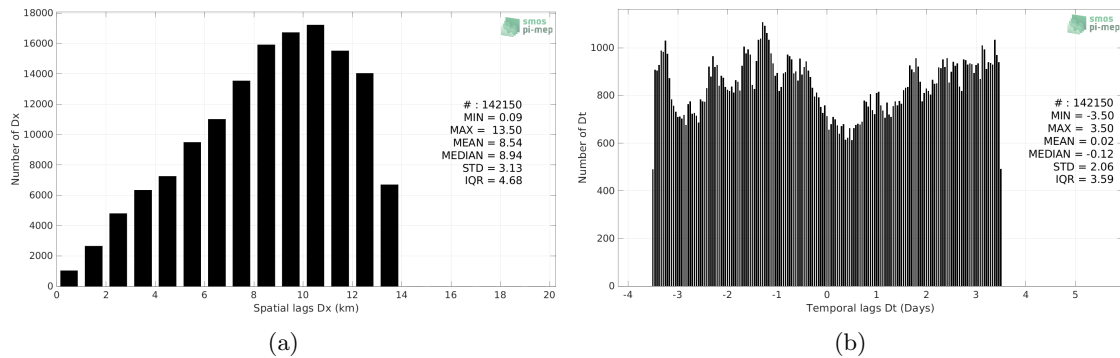 18000
16000
14000
12000
10000
8000
6000
4000
2000
0
Number of Dx
0 2 4 6 8 10 12 14 16 18 20
Spatial lags Dx (km)
smos
pi-mep
# : 142150
MIN = 0.09
MAX = 13.50
MEAN = 8.54
MEDIAN = 8.94
STD = 3.13
IQR = 4.68
(a)
1000
800
600
400
200
0
Number of Dt
-4 -3 -2 -1 0 1 2 3 4 5
Temporal lags Dt (Days)
smos
pi-mep
# : 142150
MIN = -3.50
MAX = 3.50
MEAN = 0.02
MEDIAN = -0.12
STD = 2.06
IQR = 3.59
(b)